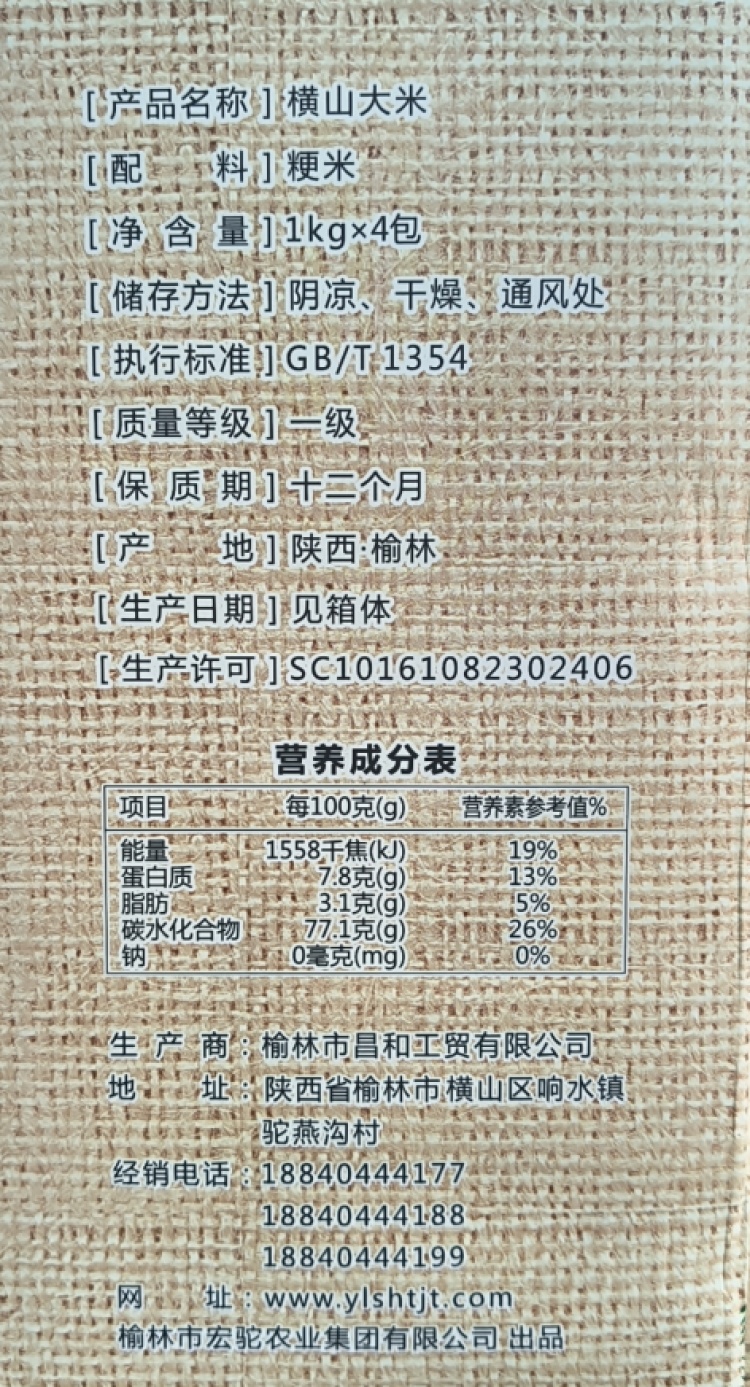 [产品名称]横山大米
[配 料]粳米
[净 含 量]1kg×4包
[储存方法]阴凉、干燥、通风处
[执行标准]GB/T 1354
[质量等级]一级
[保 质 期]十二个月
[产 地]陕西·榆林
[生产日期]见箱体
[生产许可]SC10161082302406
营养成分表
项目 每100克(g) 营养素参考值%
能量 1558千焦(kJ) 19%
蛋白质 7.8克(g) 13%
脂肪 3.1克(g) 5%
碳水化合物 77.1克(g) 26%
钠 0毫克(mg) 0%
生 产 商：榆林市昌和工贸有限公司
地 址：陕西省榆林市横山区响水镇
驼燕沟村
经销电话：18840444177
18840444188
18840444199
网 址：www.ylshtjt.com
榆林市宏驼农业集团有限公司 出品